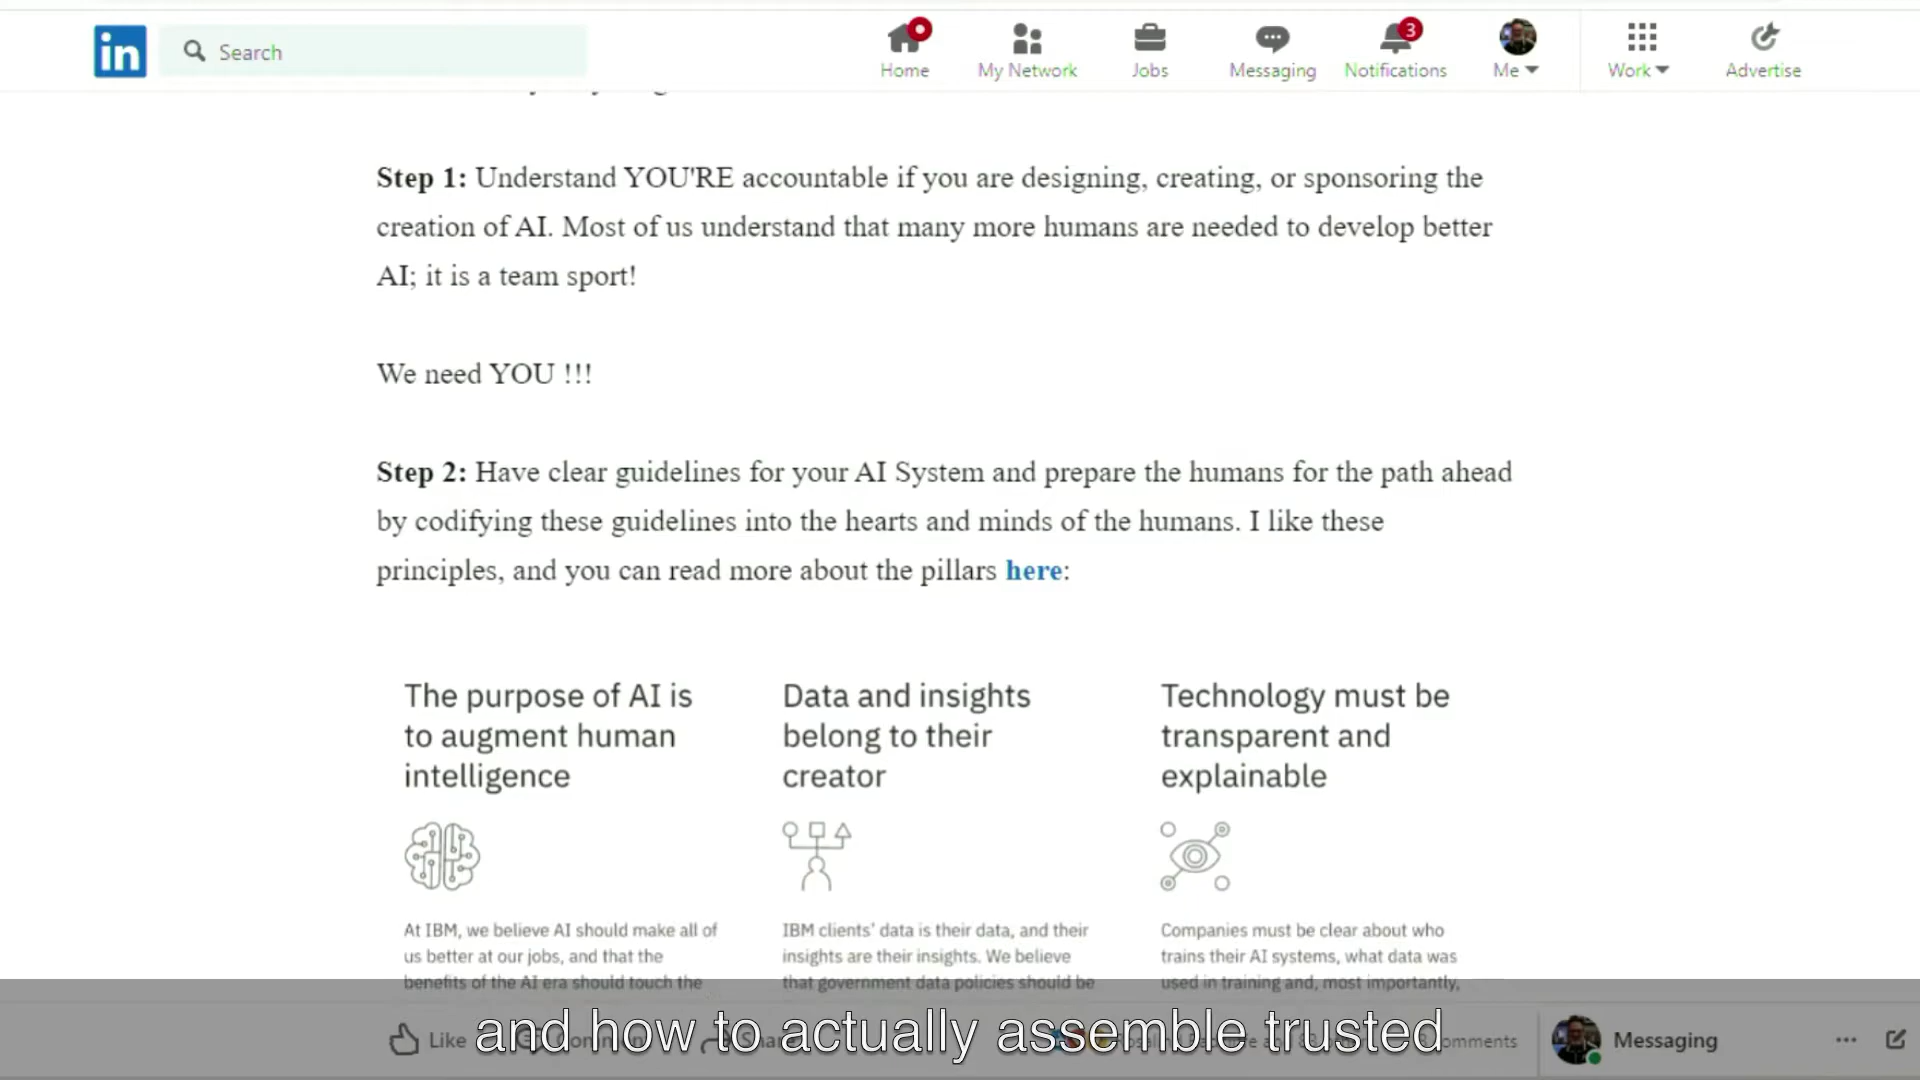 in
Search
Home
My Network
Jobs
Messaging
3
Notifications
Me
Work
Advertise
Step 1: Understand YOU'RE accountable if you are designing, creating, or sponsoring the
creation of AI. Most of us understand that many more humans are needed to develop better
AI; it is a team sport!
We need YOU !!!
Step 2: Have clear guidelines for your AI System and prepare the humans for the path ahead
by codifying these guidelines into the hearts and minds of the humans. I like these
principles, and you can read more about the pillars here:
The purpose of AI is
to augment human
intelligence
At IBM, we believe AI should make all of
us better at our jobs, and that the
benefits of the AI era should touch the
Data and insights
belong to their
creator
IBM clients' data is their data, and their
insights are their insights. We believe
that government data policies should be
Technology must be
transparent and
explainable
Companies must be clear about who
trains their AI systems, what data was
used in training and, most importantly,
Like
and how to actually assemble trusted
Messaging